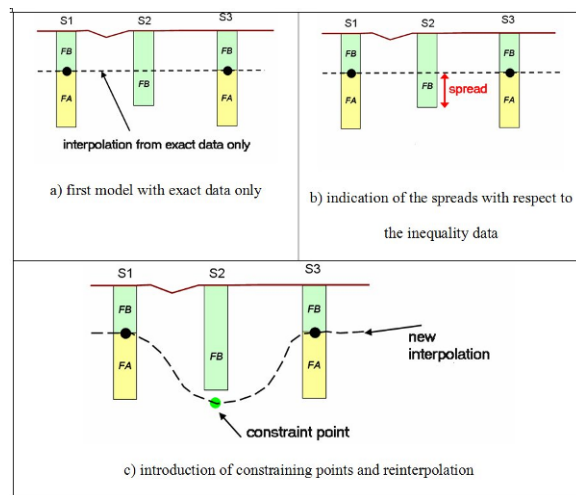 S1 S2 S3
FB FB
FB
FA FA
interpolation from exact data only
a) first model with exact data only
S1 S2 S3
FB FB
spread
FB
FA FA
b) indication of the spreads with respect to
the inequality data
S1 S2 S3
FB FB
FB
new
interpolation
FA FA
constraint point
c) introduction of constraining points and reinterpolation